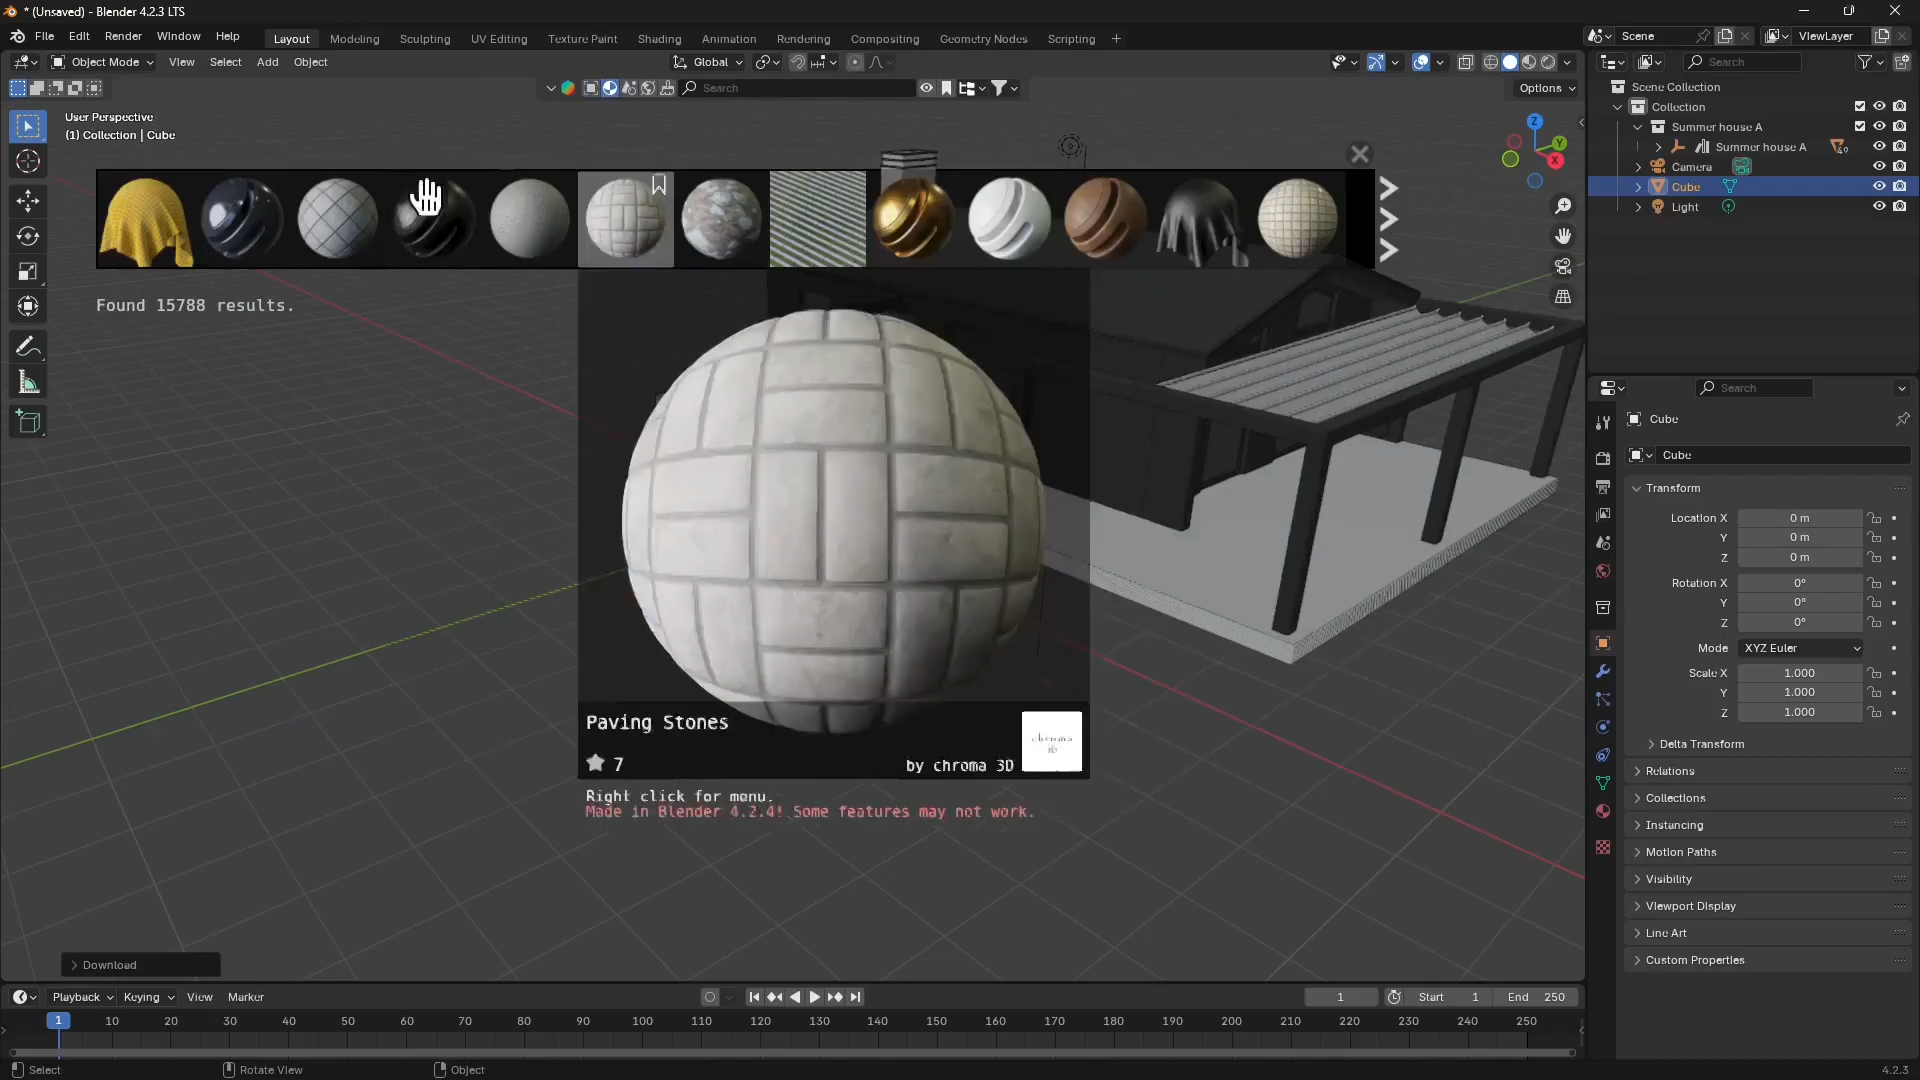 * (Unsaved) - Blender 4.2.3 LTS
File Edit Render Window Help
Layout Modeling Sculpting UV Editing Texture Paint Shading Animation Rendering Compositing Geometry Nodes Scripting +
Scene
ViewLayer
Object Mode View Select Add Object
Global
Search
Options
User Perspective
(1) Collection | Cube
Z
Y
X
Found 15788 results.
Paving Stones
7
by chroma 3D
chroma
3D
Right click for menu.
Made in Blender 4.2.4! Some features may not work.
Download
Search
Scene Collection
Collection
Summer house A
Summer house A
49
Camera
Cube
Light
Search
Cube
Cube
Transform
Location X 0 m
Y 0 m
Z 0 m
Rotation X 0°
Y 0°
Z 0°
Mode XYZ Euler
Scale X 1.000
Y 1.000
Z 1.000
Delta Transform
Relations
Collections
Instancing
Motion Paths
Visibility
Viewport Display
Line Art
Custom Properties
Playback Keying View Marker
1
Start 1
End 250
1 10 20 30 40 50 60 70 80 90 100 110 120 130 140 150 160 170 180 190 200 210 220 230 240 250
Select
Rotate View
Object
4.2.3